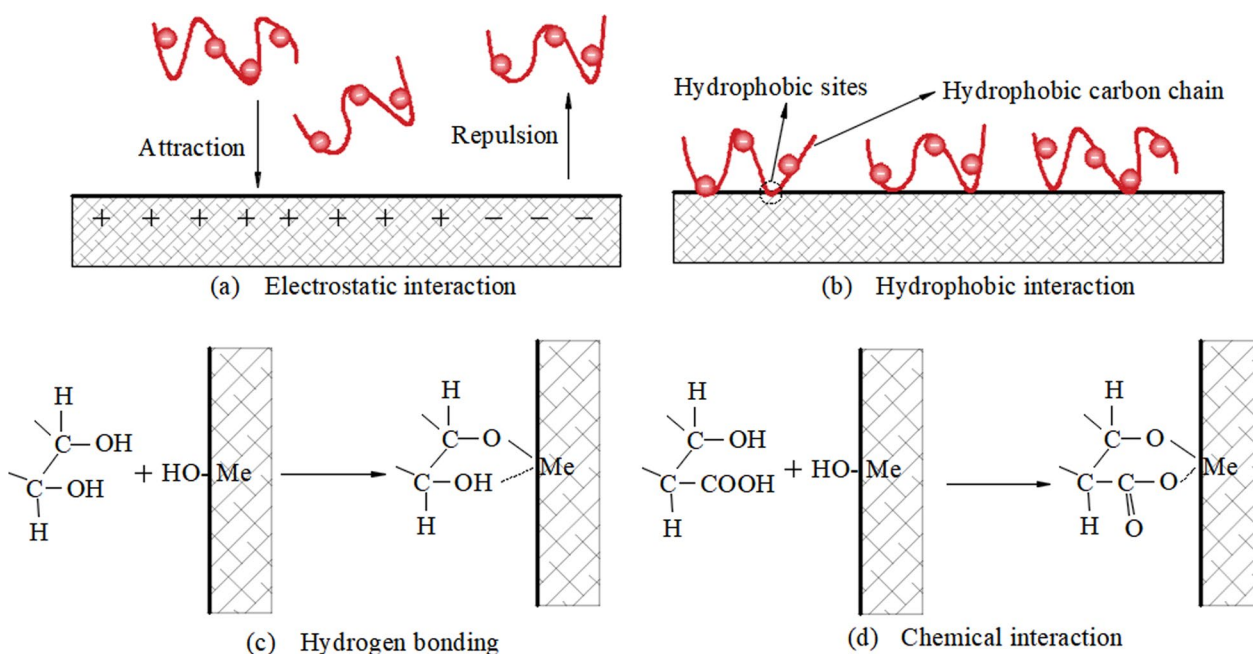 Attraction
Repulsion
+ + + + + + + + − − −
(a) Electrostatic interaction
Hydrophobic sites
Hydrophobic carbon chain
(b) Hydrophobic interaction
H
C—OH
C—OH
H
+ HO-Me
H
C—O
C—OH
H
Me
(c) Hydrogen bonding
H
C—OH
C—COOH
H
+ HO-Me
H
C—O
C—C—O
H
O
Me
(d) Chemical interaction